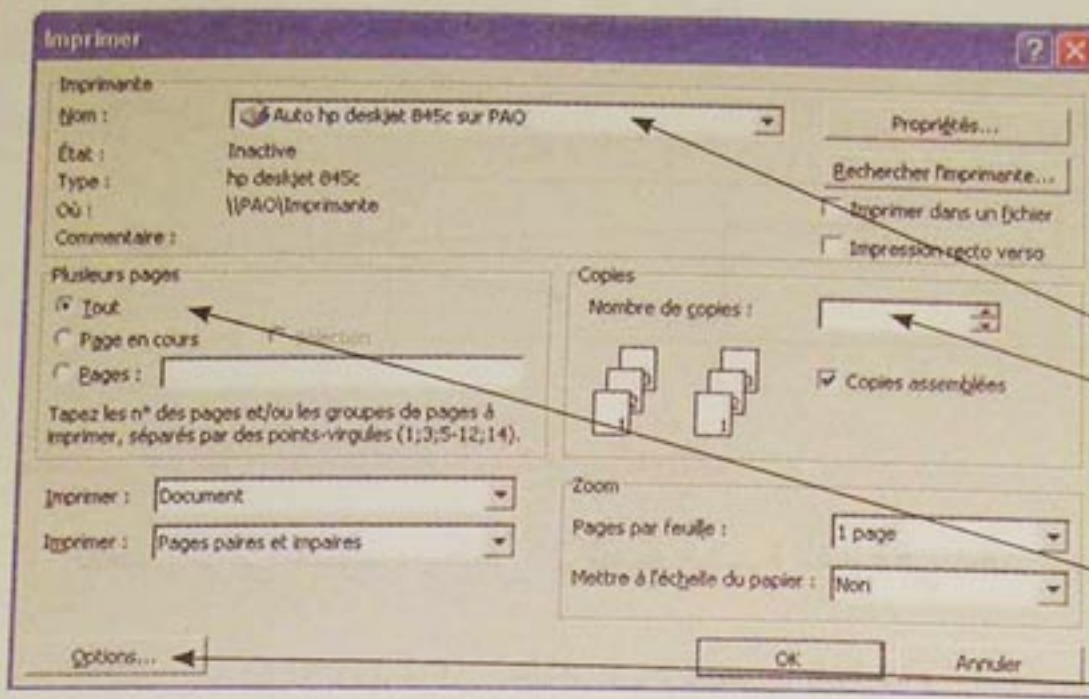 Imprimer
Imprimante
Nom :
Auto hp deskjet 845c sur PAO
Propriétés...
État :
Inactive
Type :
hp deskjet 845c
Rechercher l'imprimante...
Où :
\\PAO\Imprimante
Imprimer dans un fichier
Commentaire :
Impression recto verso
Plusieurs pages
Copies
Tout
Nombre de copies :
Page en cours
Sélection
Pages :
Copies assemblées
1
1
Tapez les n° des pages et/ou les groupes de pages à
imprimer, séparés par des points-virgules (1;3;5-12;14).
Imprimer :
Document
Zoom
Imprimer :
Pages paires et impaires
Pages par feuille :
1 page
Mettre à l'échelle du papier :
Non
Options...
OK
Annuler